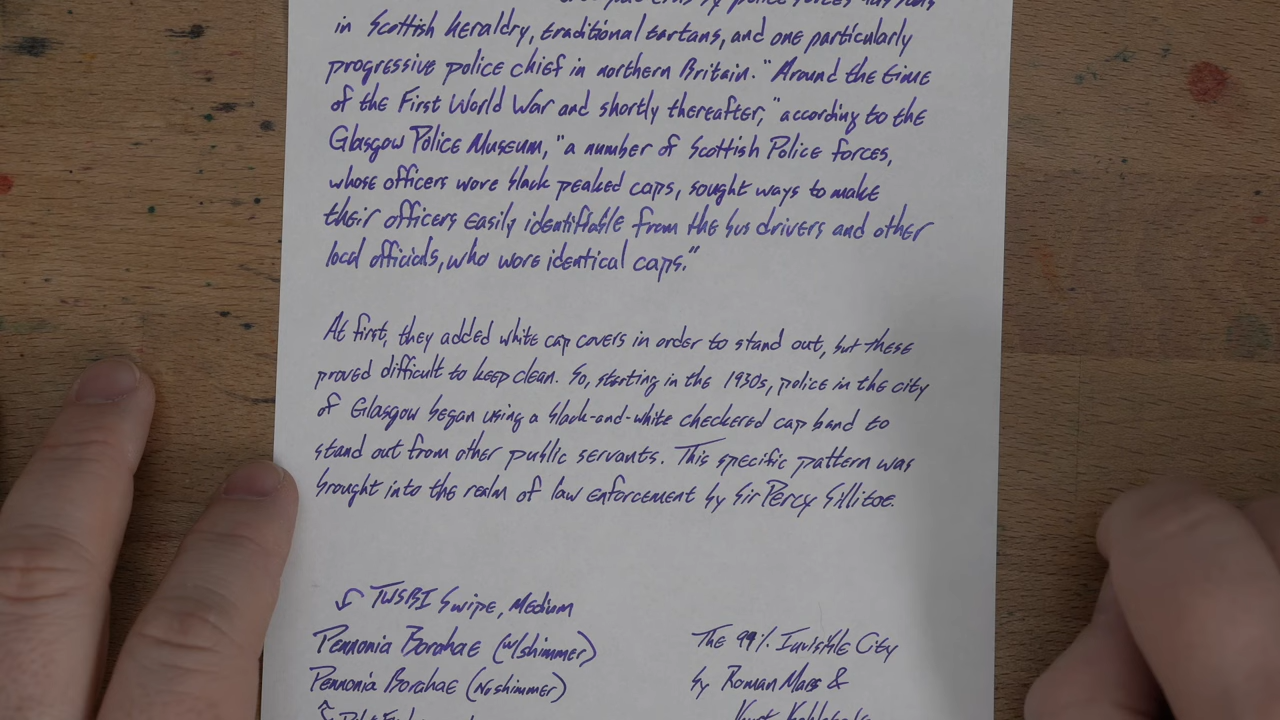 by police forces has
in Scottish heraldry, traditional tartans, and one particularly
progressive police chief in northern Britain. "Around the time
of the First World War and shortly thereafter," according to the
Glasgow Police Museum, "a number of Scottish Police forces,
whose officers wore black peaked caps, sought ways to make
their officers easily identifiable from the bus drivers and other
local officials, who wore identical caps."
At first, they added white cap covers in order to stand out, but these
proved difficult to keep clean. So, starting in the 1930s, police in the city
of Glasgow began using a black-and-white checkered cap band to
stand out from other public servants. This specific pattern was
brought into the realm of law enforcement by Sir Percy Sillitoe.
TWSBI Swipe, Medium
Pennonia Borahae (w/shimmer)
Pennonia Borahae (No shimmer)
The 99% Invisible City
by Roman Mars &
Kurt Kohlstedt